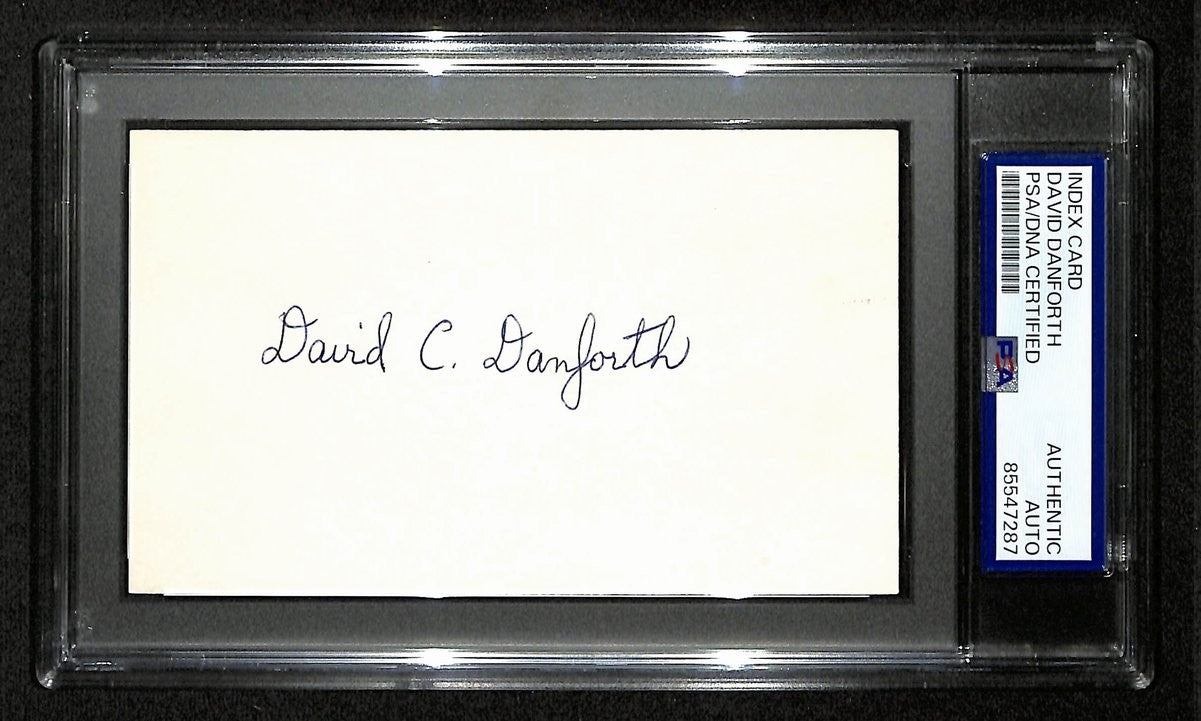 David C. Danforth
INDEX CARD
DAVID DANFORTH
PSA/DNA CERTIFIED
PSA
AUTHENTIC
AUTO
85547287